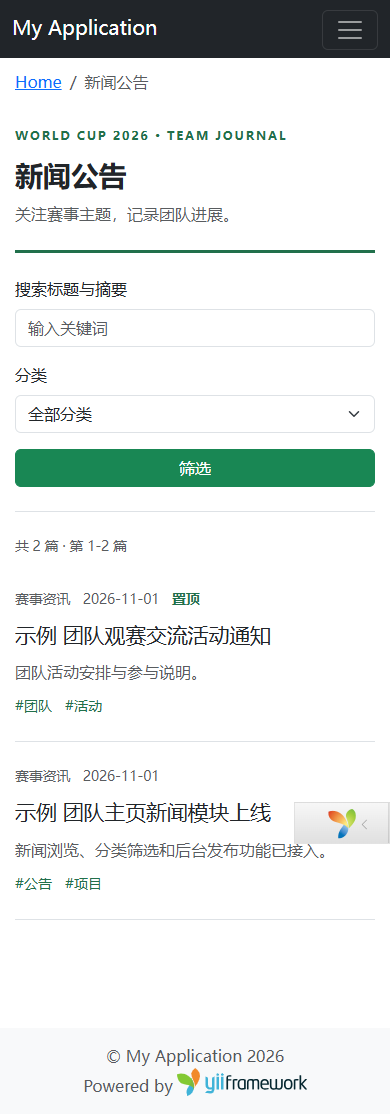 My Application
Home / 新闻公告
WORLD CUP 2026 • TEAM JOURNAL
新闻公告
关注赛事主题，记录团队进展。
搜索标题与摘要
输入关键词
分类
全部分类
筛选
共 2 篇 · 第 1-2 篇
赛事资讯 2026-11-01 置顶
示例 团队观赛交流活动通知
团队活动安排与参与说明。
#团队 #活动
赛事资讯 2026-11-01
示例 团队主页新闻模块上线
新闻浏览、分类筛选和后台发布功能已接入。
#公告 #项目
© My Application 2026
Powered by yiiframework